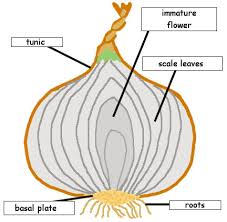 immature
flower
tunic
scale leaves
basal plate
roots